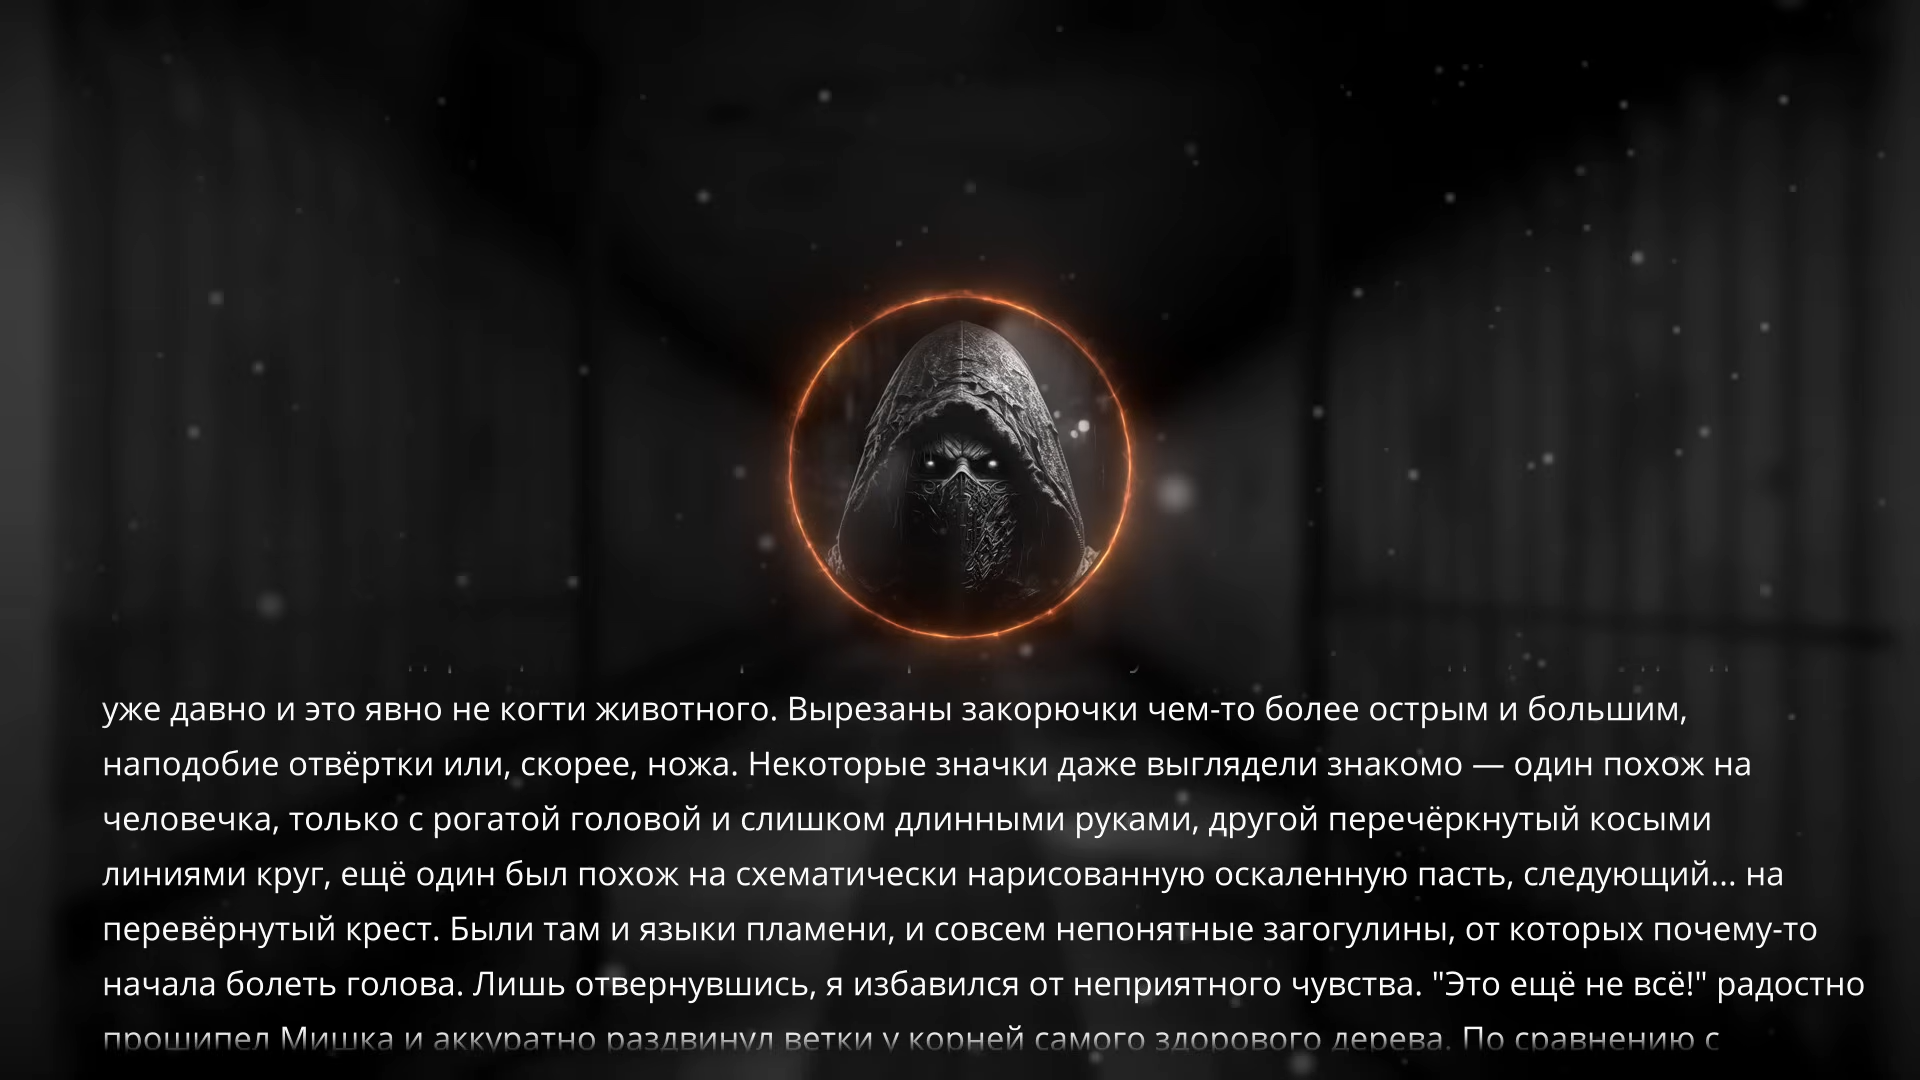 уже давно и это явно не когти животного. Вырезаны закорючки чем-то более острым и большим,
наподобие отвёртки или, скорее, ножа. Некоторые значки даже выглядели знакомо — один похож на
человечка, только с рогатой головой и слишком длинными руками, другой перечёркнутый косыми
линиями круг, ещё один был похож на схематически нарисованную оскаленную пасть, следующий... на
перевёрнутый крест. Были там и языки пламени, и совсем непонятные загогулины, от которых почему-то
начала болеть голова. Лишь отвернувшись, я избавился от неприятного чувства. "Это ещё не всё!" радостно
прошипел Мишка и аккуратно раздвинул ветки у корней самого здорового дерева. По сравнению с